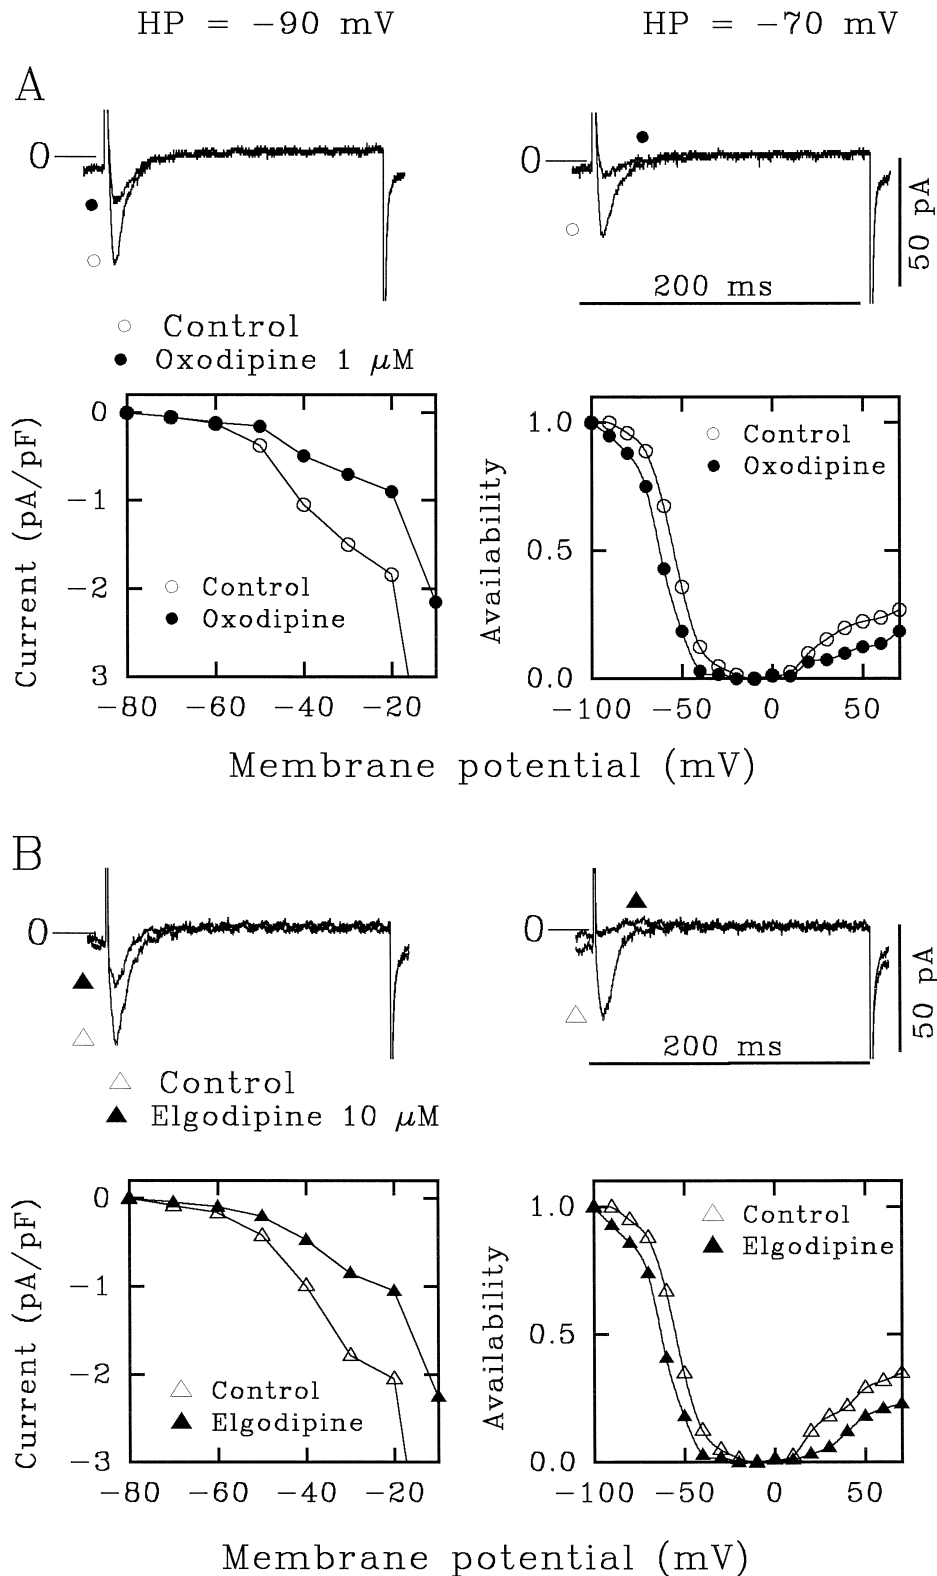 HP = −90 mV
HP = −70 mV
A
0
0
50 pA
200 ms
Control
Oxodipine 1 μM
Current (pA/pF)
0
−1
−2
3
Control
Oxodipine
−80 −60 −40 −20
Availability
1.0
0.5
0.0
Control
Oxodipine
−100 −50 0 50
Membrane potential (mV)
B
0
0
50 pA
200 ms
Control
Elgodipine 10 μM
Current (pA/pF)
0
−1
−2
−3
Control
Elgodipine
−80 −60 −40 −20
Availability
1.0
0.5
0.0
Control
Elgodipine
−100 −50 0 50
Membrane potential (mV)